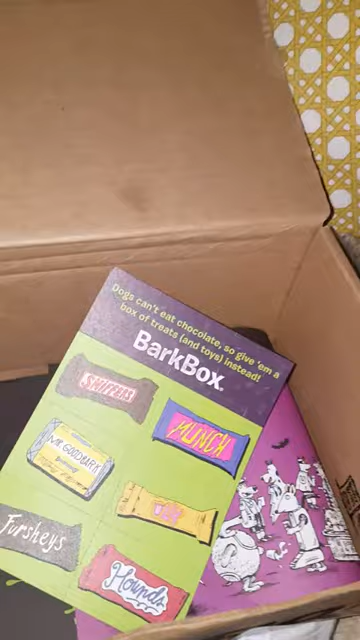 Dogs can't eat chocolate, so give 'em a
box of treats (and toys) instead!
BarkBox
SNIFFERS
MUNCH
MR. GOODBARK
Fursheys
Hounds